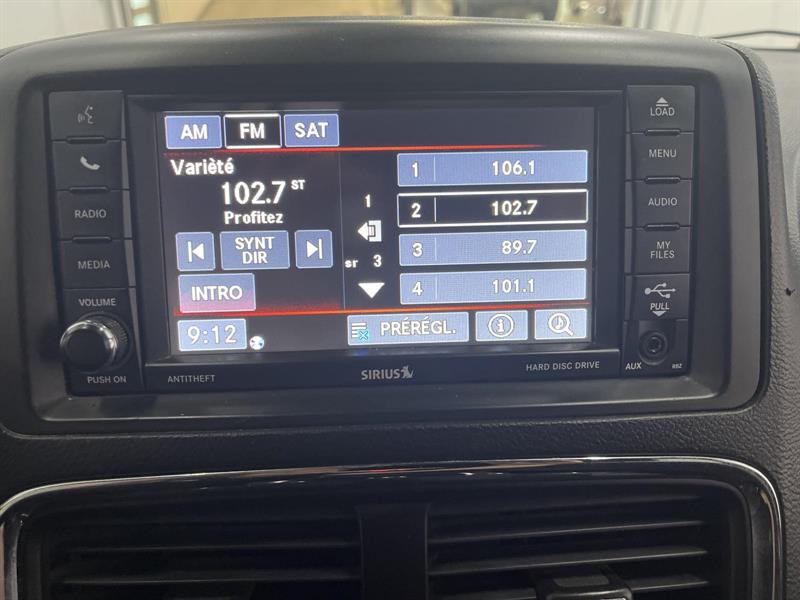 AM FM SAT
Varièté
102.7 ST
Profitez
SYNT
DIR
INTRO
9:12
1
sr 3
1 106.1
2 102.7
3 89.7
4 101.1
PRÉRÉGL.
RADIO
MEDIA
VOLUME
PUSH ON
ANTITHEFT
SIRIUS
HARD DISC DRIVE
LOAD
MENU
AUDIO
MY
FILES
PULL
AUX
RBZ